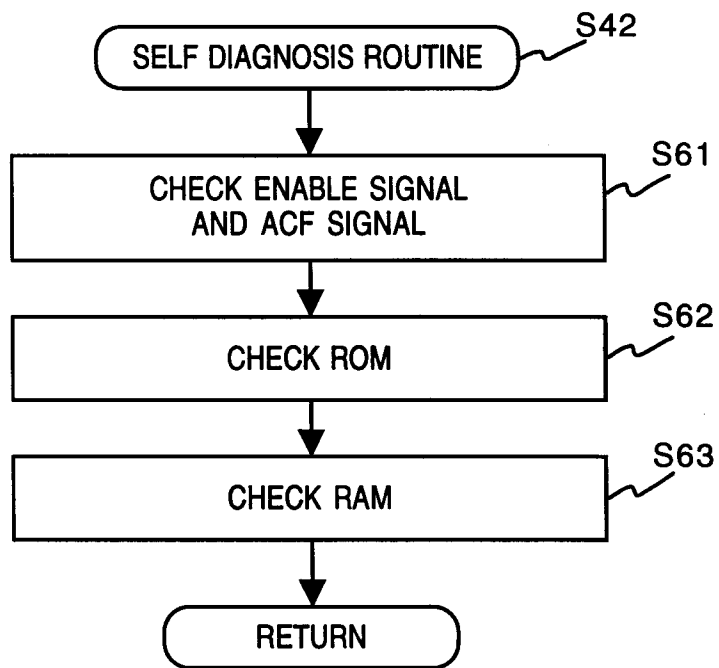 SELF DIAGNOSIS ROUTINE
S42
CHECK ENABLE SIGNAL
AND ACF SIGNAL
S61
CHECK ROM
S62
CHECK RAM
S63
RETURN